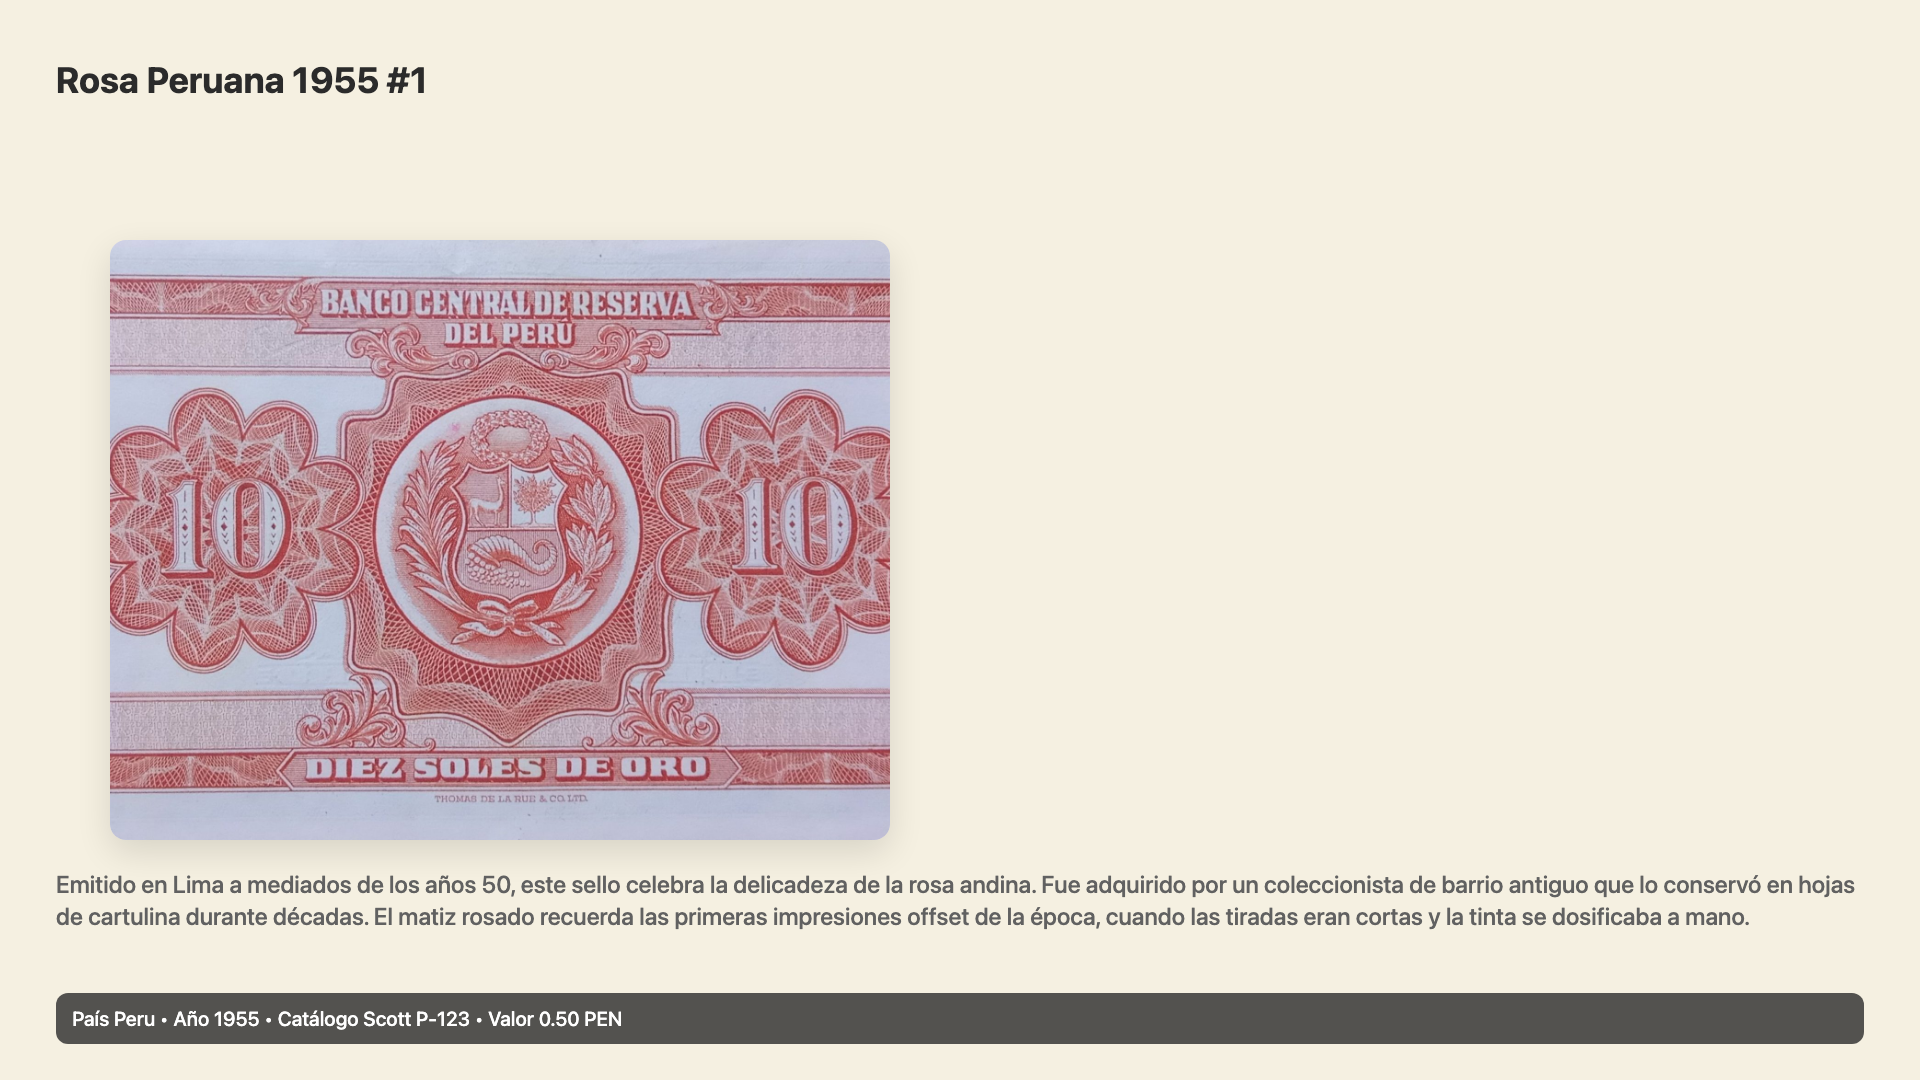 Rosa Peruana 1955 #1
BANCO CENTRAL DE RESERVA
DEL PERÚ
10
10
DIEZ SOLES DE ORO
THOMAS DE LA RUE & CO. LTD.
Emitido en Lima a mediados de los años 50, este sello celebra la delicadeza de la rosa andina. Fue adquirido por un coleccionista de barrio antiguo que lo conservó en hojas
de cartulina durante décadas. El matiz rosado recuerda las primeras impresiones offset de la época, cuando las tiradas eran cortas y la tinta se dosificaba a mano.
País Peru • Año 1955 • Catálogo Scott P-123 • Valor 0.50 PEN